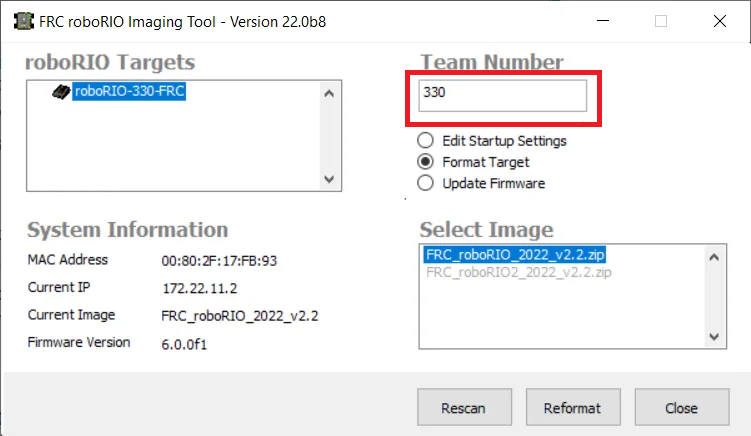 FRC roboRIO Imaging Tool - Version 22.0b8
roboRIO Targets
roboRIO-330-FRC
Team Number
330
Edit Startup Settings
Format Target
Update Firmware
System Information
MAC Address 00:80:2F:17:FB:93
Current IP 172.22.11.2
Current Image FRC_roboRIO_2022_v2.2
Firmware Version 6.0.0f1
Select Image
FRC_roboRIO_2022_v2.2.zip
FRC_roboRIO2_2022_v2.2.zip
Rescan Reformat Close